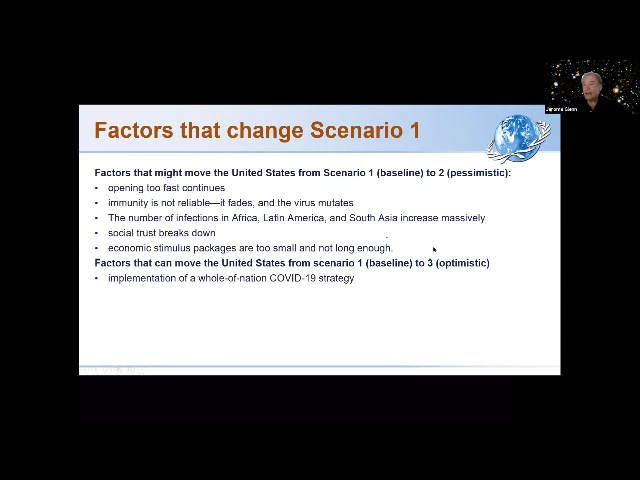 Jerome Glenn
Factors that change Scenario 1
Factors that might move the United States from Scenario 1 (baseline) to 2 (pessimistic):
• opening too fast continues
• immunity is not reliable—it fades, and the virus mutates
• The number of infections in Africa, Latin America, and South Asia increase massively
• social trust breaks down
• economic stimulus packages are too small and not long enough.
Factors that can move the United States from scenario 1 (baseline) to 3 (optimistic)
• implementation of a whole-of-nation COVID-19 strategy